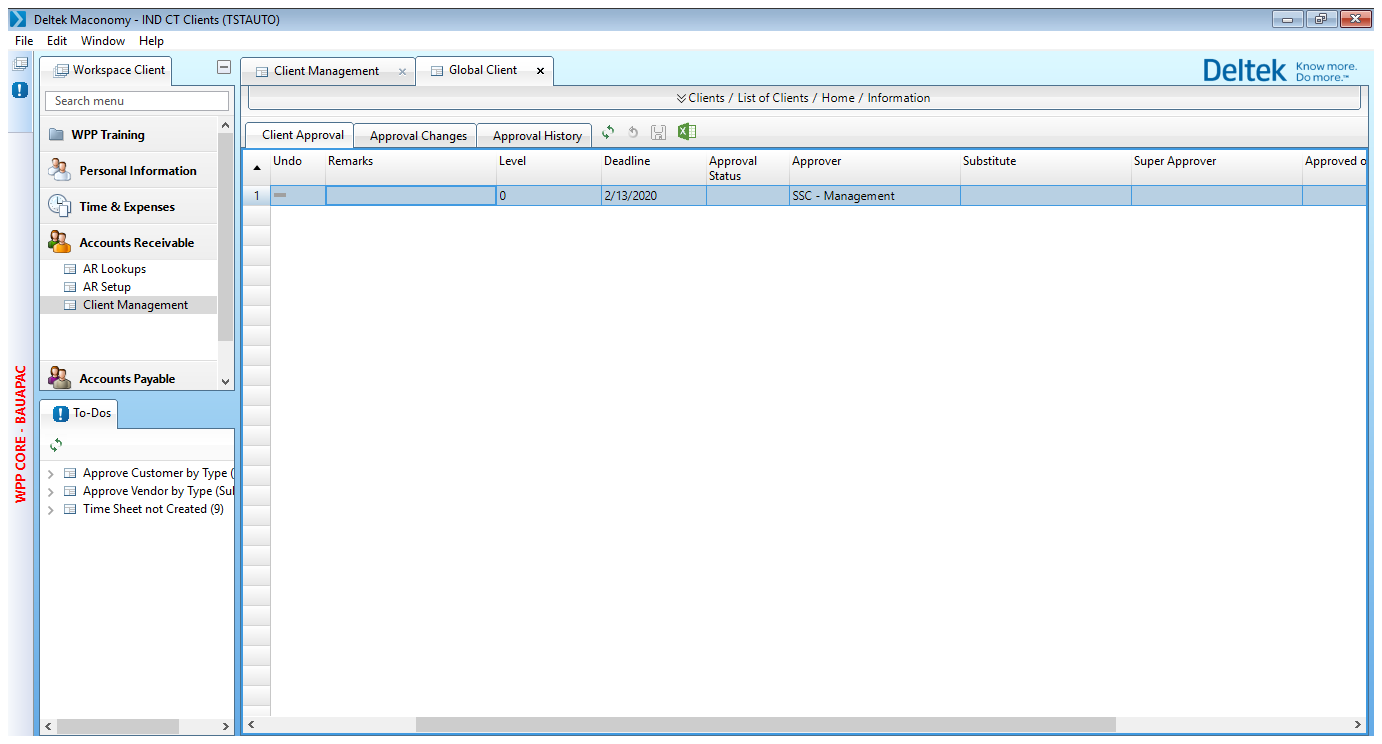 Deltek Maconomy - IND CT Clients (TSTAUTO)
File Edit Window Help
Workspace Client
Client Management
Global Client
Deltek Know more. Do more.™
Search menu
Clients / List of Clients / Home / Information
WPP Training
Client Approval
Approval Changes
Approval History
Personal Information
Undo Remarks Level Deadline Approval Status Approver Substitute Super Approver Approved o
1 0 2/13/2020 SSC - Management
Time & Expenses
Accounts Receivable
AR Lookups
AR Setup
Client Management
Accounts Payable
To-Dos
Approve Customer by Type (
Approve Vendor by Type (Sul
Time Sheet not Created (9)
WPP CORE - BAUAPAC